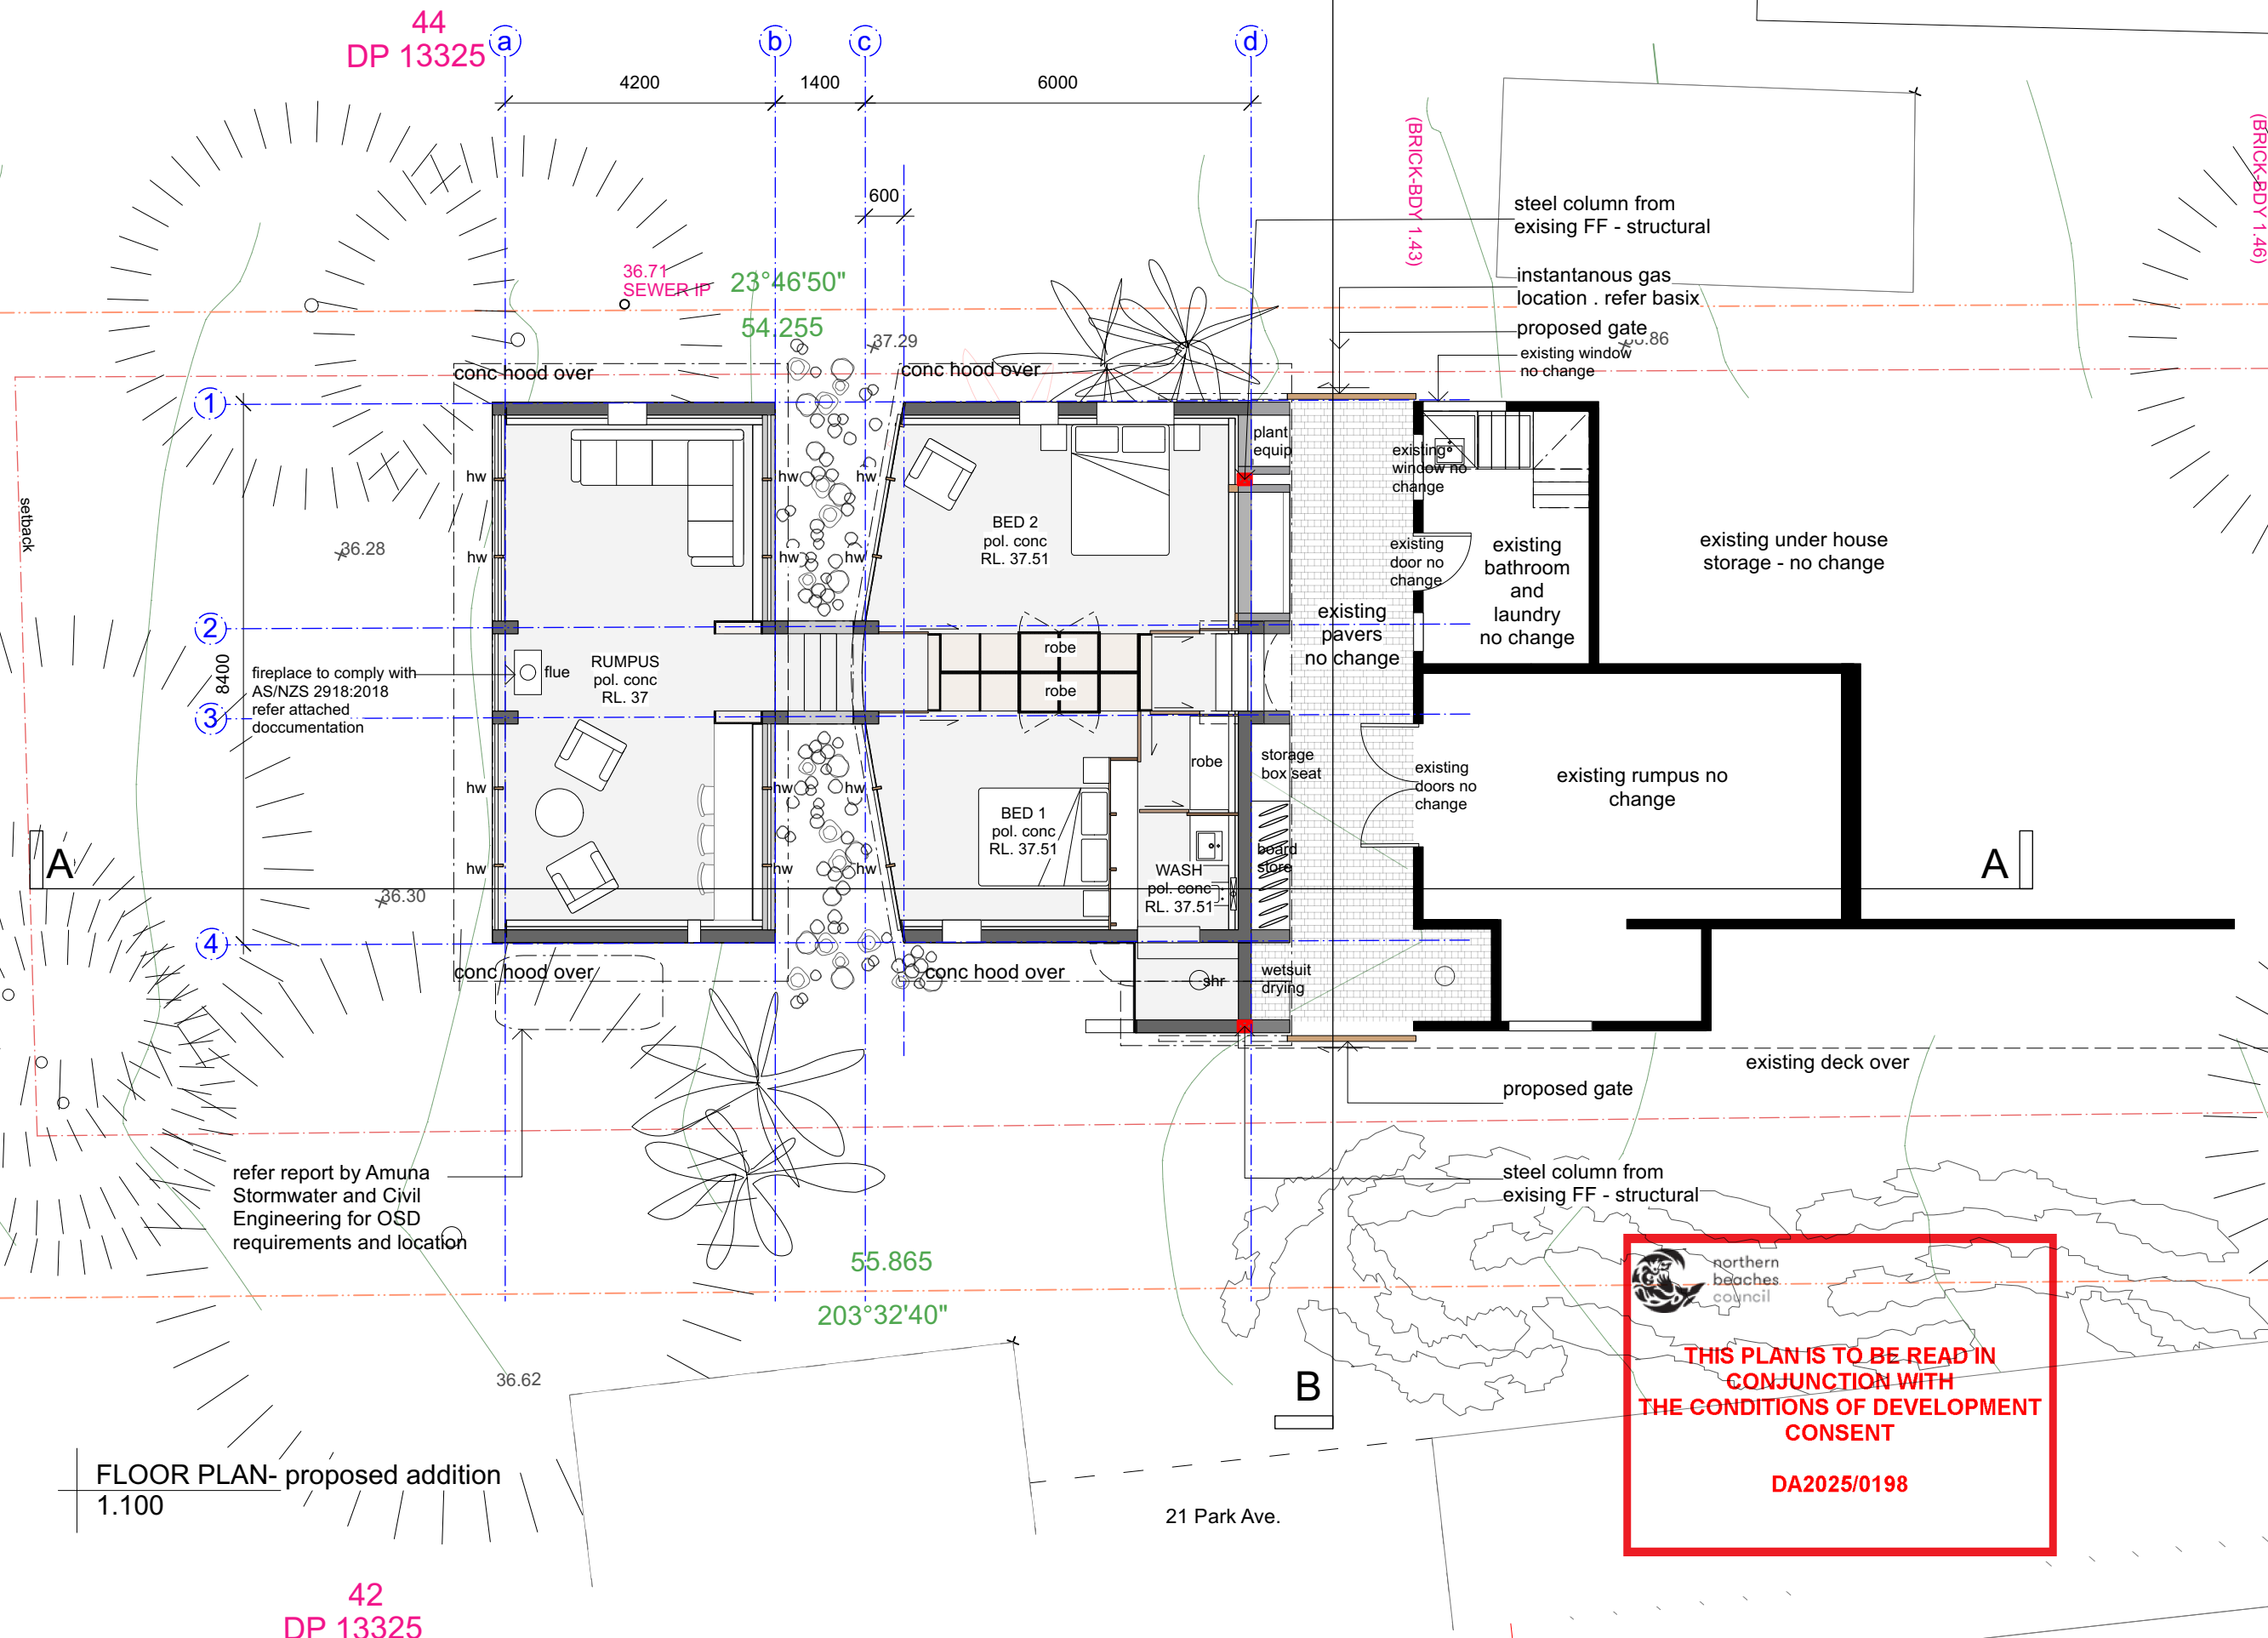 44
DP 13325
a
b
c
d
4200
1400
6000
600
(BRICK-BDY 1.43)
(BRICK-BDY 1.46)
steel column from
exising FF - structural
instantanous gas
location . refer basix
proposed gate
existing window
no change
36.71
SEWER IP
23°46'50"
54.255
37.29
conc hood over
conc hood over
1
2
3
4
8400
setback
36.28
36.30
hw
hw
hw
hw
hw
hw
hw
hw
hw
hw
hw
hw
plant
equip
existing
window no
change
BED 2
pol. conc
RL. 37.51
existing
door no
change
existing
bathroom
and
laundry
no change
existing under house
storage - no change
existing
pavers
no change
fireplace to comply with
AS/NZS 2918:2018
refer attached
doccumentation
flue
RUMPUS
pol. conc
RL. 37
robe
robe
robe
storage
box seat
existing
doors no
change
existing rumpus no
change
BED 1
pol. conc
RL. 37.51
board
store
WASH
pol. conc
RL. 37.51
A
A
conc hood over
conc hood over
shr
wetsuit
drying
existing deck over
proposed gate
refer report by Amuna
Stormwater and Civil
Engineering for OSD
requirements and location
steel column from
exising FF - structural
55.865
203°32'40"
36.62
B
northern
beaches
council
THIS PLAN IS TO BE READ IN
CONJUNCTION WITH
THE CONDITIONS OF DEVELOPMENT
CONSENT
DA2025/0198
FLOOR PLAN- proposed addition
1.100
21 Park Ave.
42
DP 13325